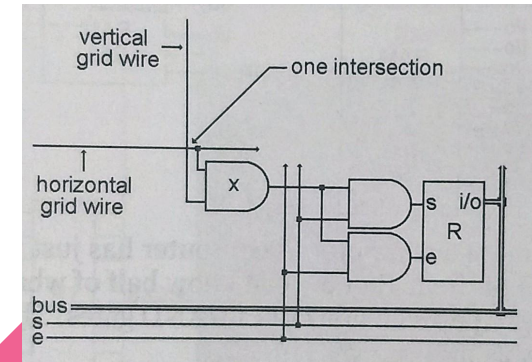 vertical
grid wire
one intersection
horizontal
grid wire
X
s i/o
R
e
bus
s
e